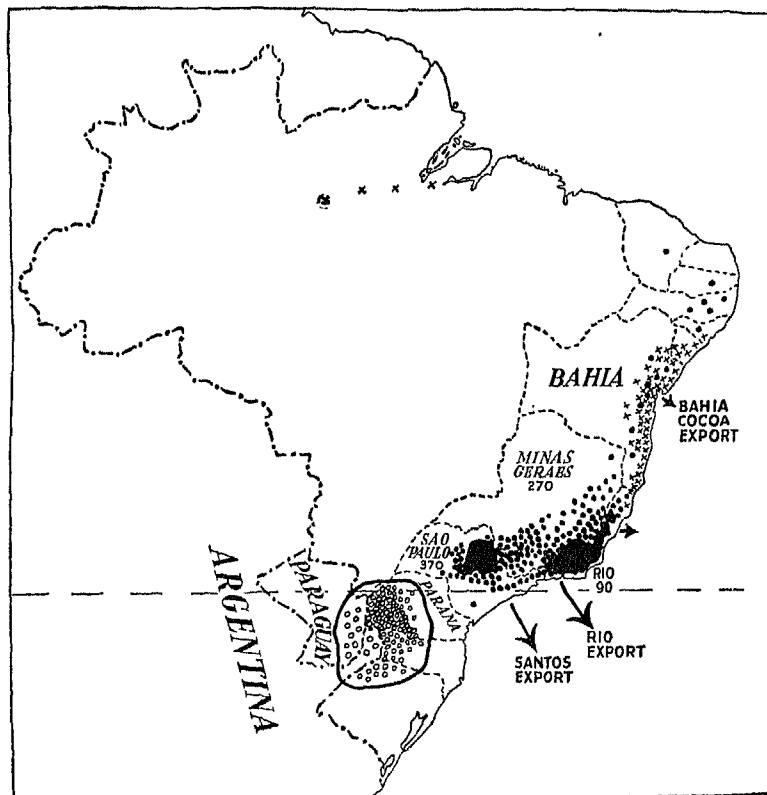 BAHIA
BAHIA
COCOA
EXPORT
MINAS
GERAES
270
SAO
PAULO
370
PARANA
RIO
90
ARGENTINA
PARAGUAY
SANTOS
EXPORT
RIO
EXPORT